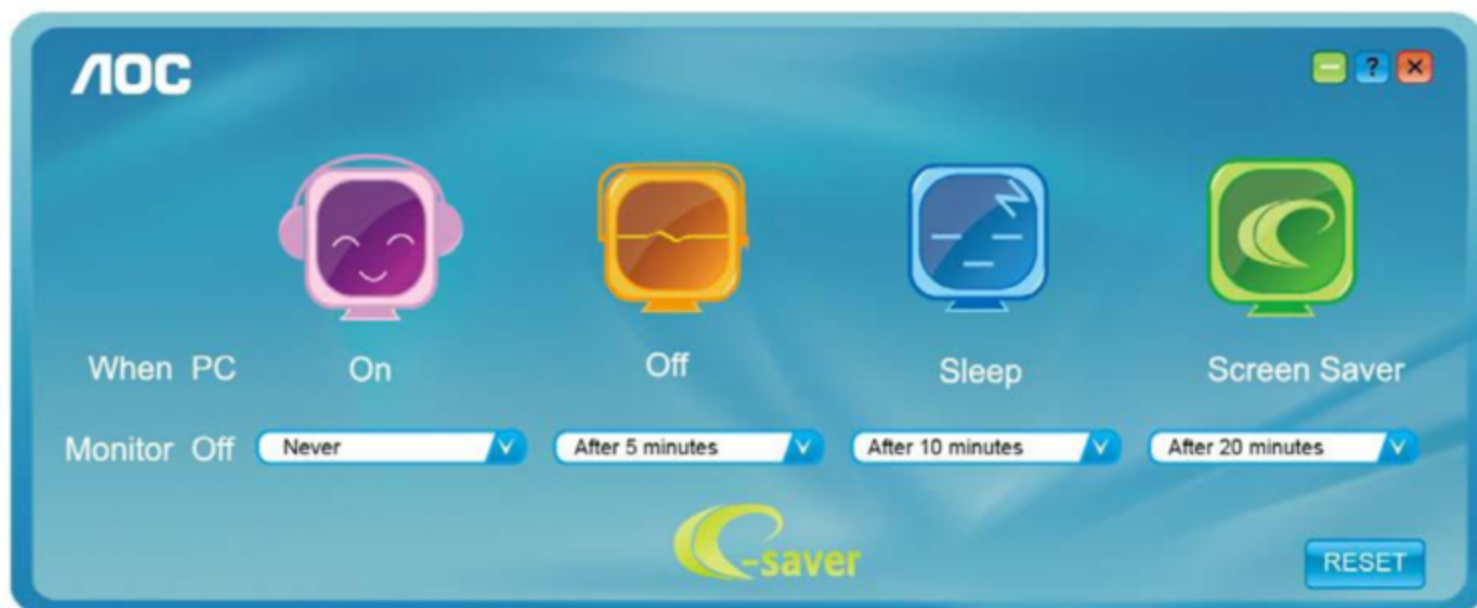 AOC
?
When PC On Off Sleep Screen Saver
Monitor Off Never After 5 minutes After 10 minutes After 20 minutes
e-saver
RESET